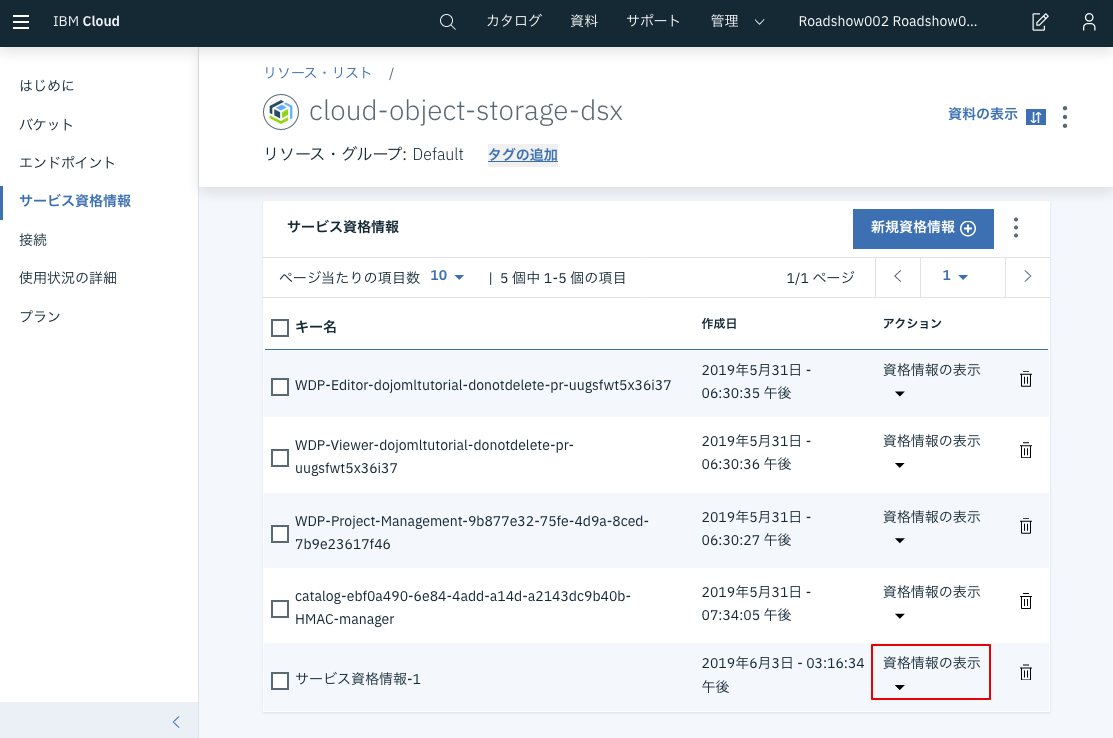 IBM Cloud
カタログ
資料
サポート
管理
Roadshow002 Roadshow0...
はじめに
バケット
エンドポイント
サービス資格情報
接続
使用状況の詳細
プラン
リソース・リスト /
cloud-object-storage-dsx
資料の表示
リソース・グループ: Default
タグの追加
サービス資格情報
新規資格情報
ページ当たりの項目数 10 | 5 個中 1-5 個の項目
1/1 ページ
1
キー名
作成日
アクション
WDP-Editor-dojomltutorial-donotdelete-pr-uugsfwt5x36i37
2019年5月31日 -
06:30:35 午後
資格情報の表示
WDP-Viewer-dojomltutorial-donotdelete-pr-
uugsfwt5x36i37
2019年5月31日 -
06:30:36 午後
資格情報の表示
WDP-Project-Management-9b877e32-75fe-4d9a-8ced-
7b9e23617f46
2019年5月31日 -
06:30:27 午後
資格情報の表示
catalog-ebf0a490-6e84-4add-a14d-a2143dc9b40b-
HMAC-manager
2019年5月31日 -
07:34:05 午後
資格情報の表示
サービス資格情報-1
2019年6月3日 - 03:16:34
午後
資格情報の表示